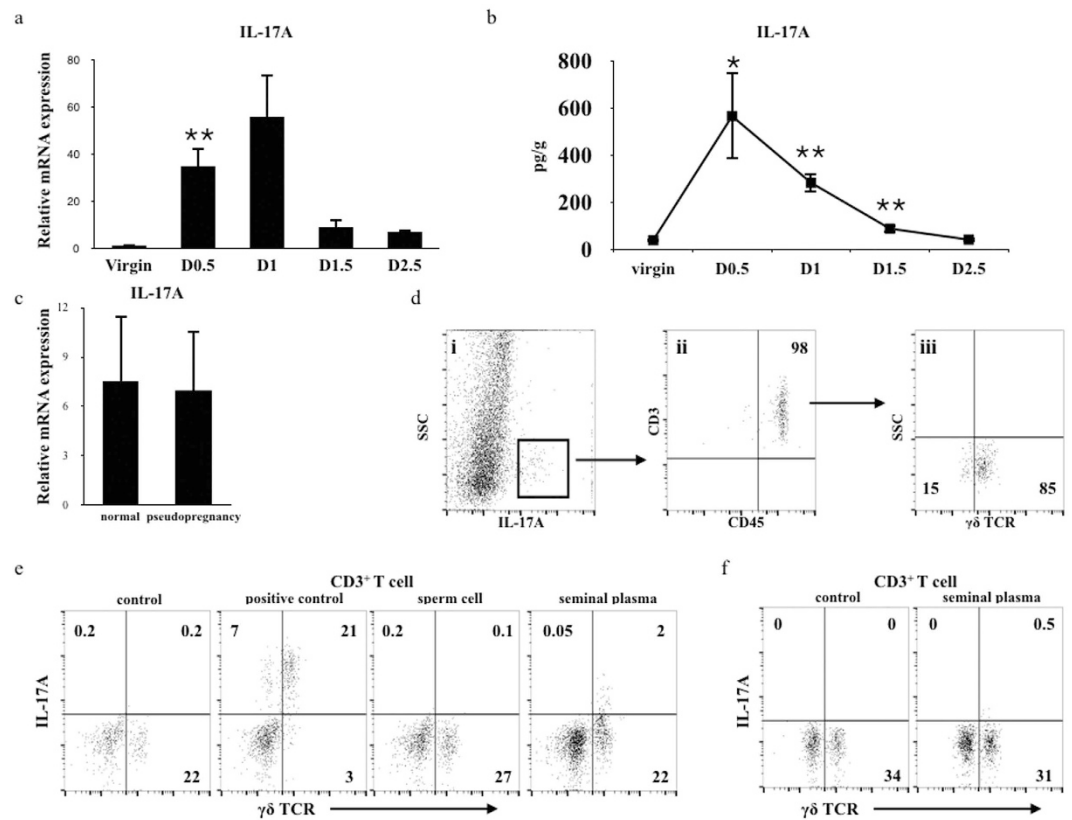 a
IL-17A
Relative mRNA expression
80
60
40
20
0
**
Virgin D0.5 D1 D1.5 D2.5
b
IL-17A
pg/g
800
600
400
200
0
*
**
**
virgin D0.5 D1 D1.5 D2.5
c
IL-17A
Relative mRNA expression
12
9
6
3
0
normal pseudopregnancy
d
i
SSC
IL-17A
ii
98
CD3
CD45
iii
SSC
15 85
γδ TCR
e
CD3+ T cell
control positive control sperm cell seminal plasma
IL-17A
0.2 0.2 7 21 0.2 0.1 0.05 2
22 3 27 22
γδ TCR
f
CD3+ T cell
control seminal plasma
IL-17A
0 0 0 0.5
34 31
γδ TCR